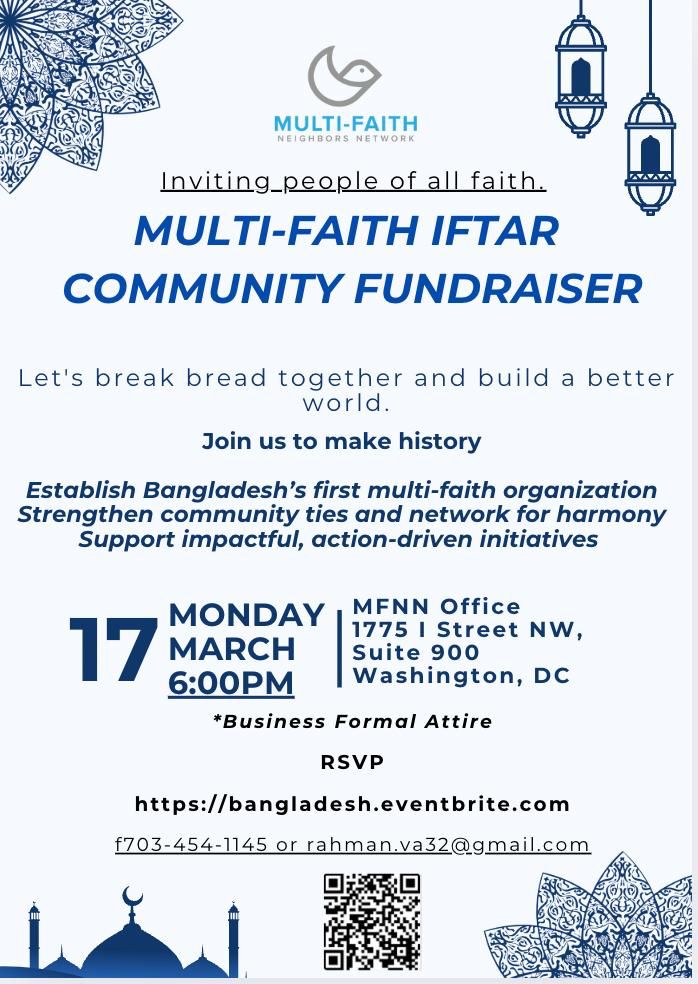 MULTI-FAITH
NEIGHBORS NETWORK
Inviting people of all faith.
MULTI-FAITH IFTAR
COMMUNITY FUNDRAISER
Let's break bread together and build a better
world.
Join us to make history
Establish Bangladesh’s first multi-faith organization
Strengthen community ties and network for harmony
Support impactful, action-driven initiatives
17
MONDAY
MARCH
6:00PM
MFNN Office
1775 I Street NW,
Suite 900
Washington, DC
*Business Formal Attire
RSVP
https://bangladesh.eventbrite.com
f703-454-1145 or rahman.va32@gmail.com